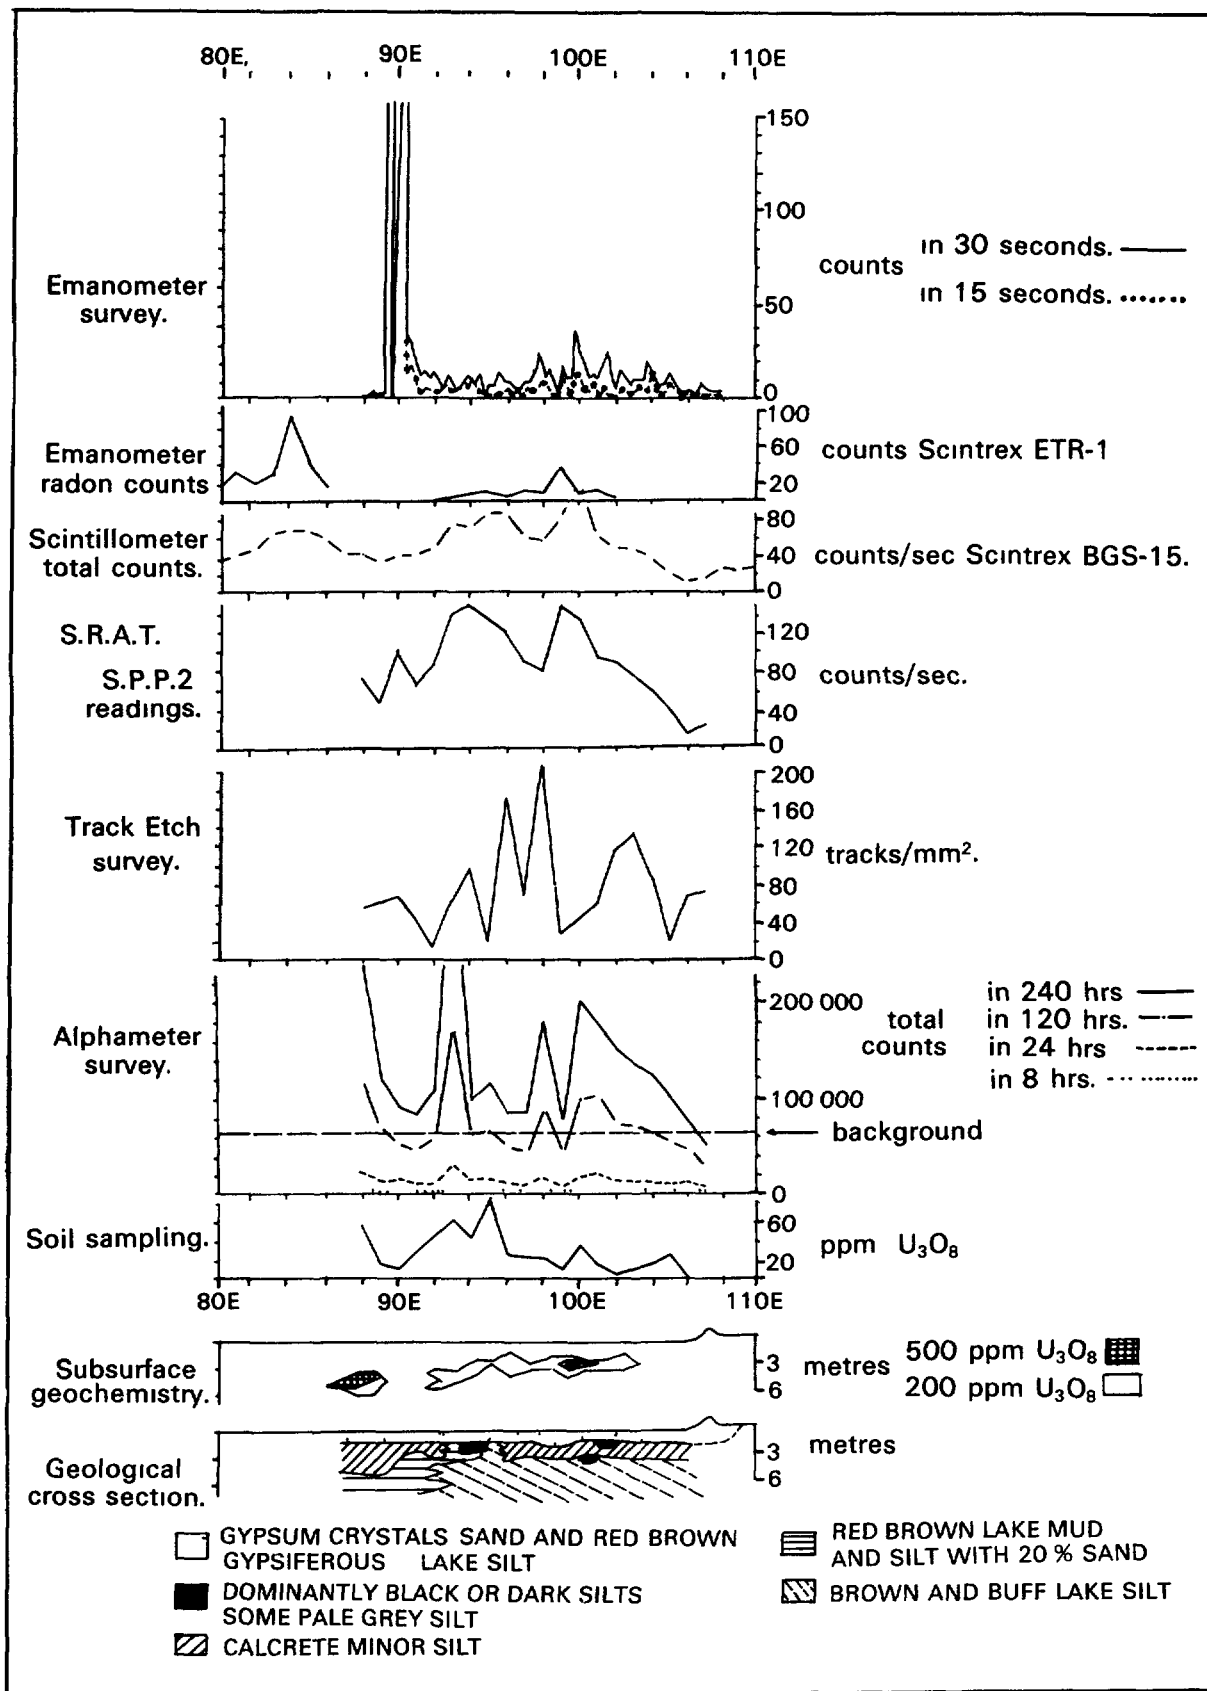 80E, 90E 100E 110E
150
100
50
0
Emanometer
survey.
counts in 30 seconds.
in 15 seconds.
100
60
20
Emanometer
radon counts
counts Scintrex ETR-1
80
40
0
Scintillometer
total counts.
counts/sec Scintrex BGS-15.
120
80
40
0
S.R.A.T.
S.P.P.2
readings.
counts/sec.
200
160
120
80
40
0
Track Etch
survey.
tracks/mm².
200 000
100 000
0
Alphameter
survey.
total
counts
in 240 hrs
in 120 hrs.
in 24 hrs
in 8 hrs.
background
60
20
Soil sampling.
ppm U₃O₈
80E 90E 100E 110E
Subsurface
geochemistry.
3
6
metres
500 ppm U₃O₈
200 ppm U₃O₈
Geological
cross section.
3
6
metres
GYPSUM CRYSTALS SAND AND RED BROWN
GYPSIFEROUS LAKE SILT
DOMINANTLY BLACK OR DARK SILTS
SOME PALE GREY SILT
CALCRETE MINOR SILT
RED BROWN LAKE MUD
AND SILT WITH 20 % SAND
BROWN AND BUFF LAKE SILT